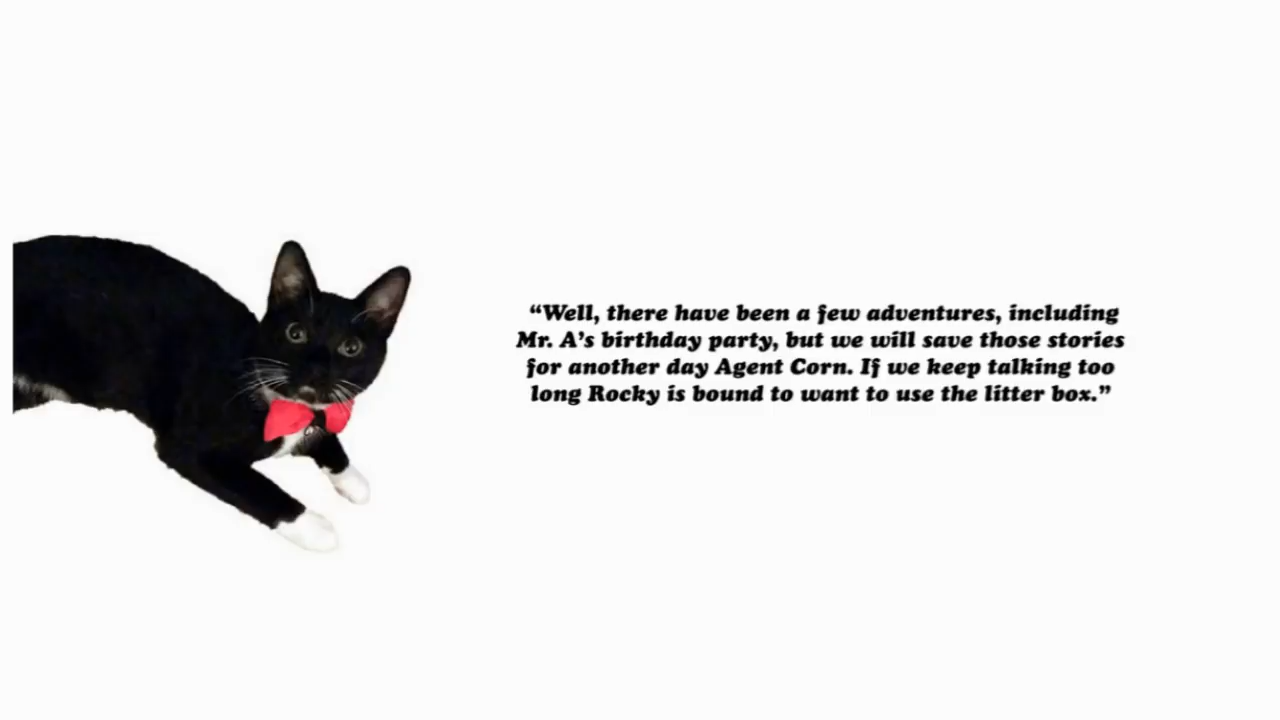 “Well, there have been a few adventures, including
Mr. A’s birthday party, but we will save those stories
for another day Agent Corn. If we keep talking too
long Rocky is bound to want to use the litter box.”